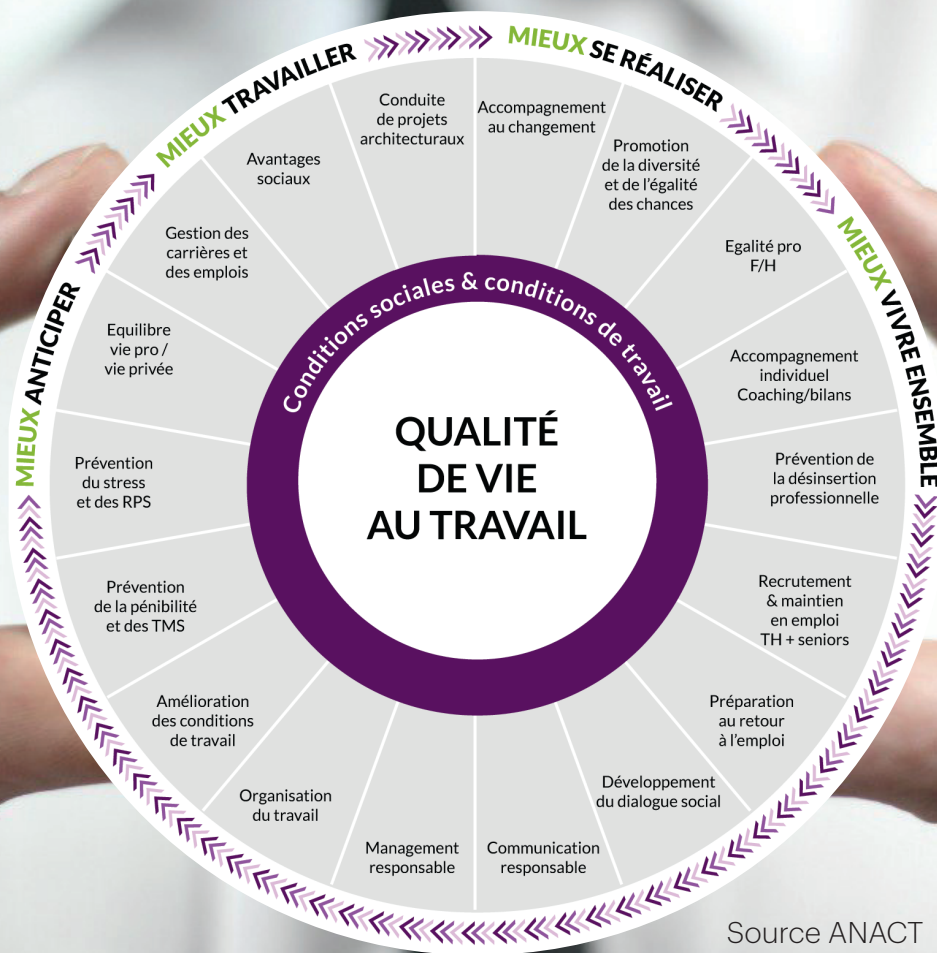 MIEUX ANTICIPER
MIEUX TRAVAILLER
MIEUX SE RÉALISER
MIEUX VIVRE ENSEMBLE
Conduite
de projets
architecturaux
Accompagnement
au changement
Promotion
de la diversité
et de l'égalité
des chances
Egalité pro
F/H
Accompagnement
individuel
Coaching/bilans
Prévention de
la désinsertion
professionnelle
Recrutement
& maintien
en emploi
TH + seniors
Préparation
au retour
à l'emploi
Développement
du dialogue social
Communication
responsable
Management
responsable
Organisation
du travail
Amélioration
des conditions
de travail
Prévention
de la pénibilité
et des TMS
Prévention
du stress
et des RPS
Equilibre
vie pro /
vie privée
Gestion des
carrières et
des emplois
Avantages
sociaux
Conditions sociales & conditions de travail
QUALITÉ
DE VIE
AU TRAVAIL
Source ANACT